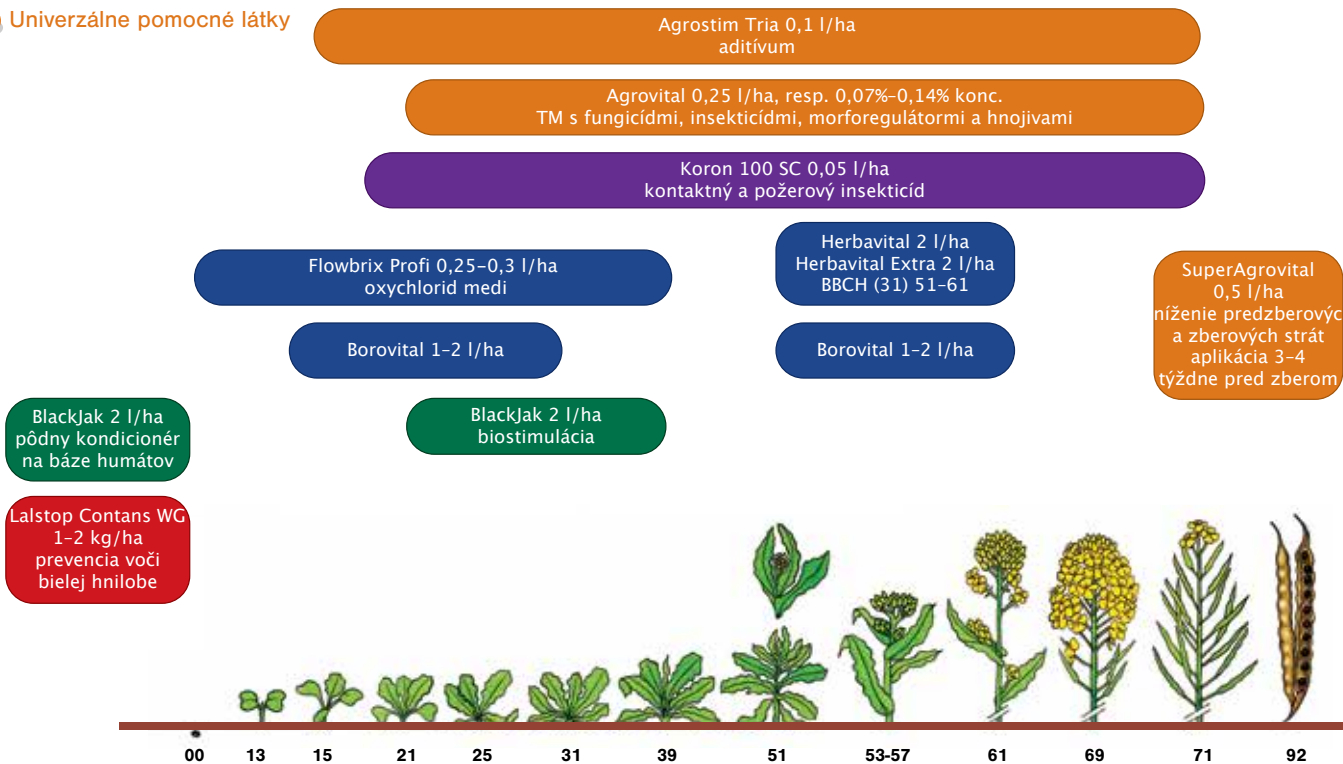 Univerzálne pomocné látky
Agrostim Tria 0,1 l/ha
aditívum
Agrovital 0,25 l/ha, resp. 0,07%–0,14% konc.
TM s fungicídmi, insekticídmi, morforegulátormi a hnojivami
Koron 100 SC 0,05 l/ha
kontaktný a požerový insekticíd
Flowbrix Profi 0,25–0,3 l/ha
oxychlorid medi
Herbavital 2 l/ha
Herbavital Extra 2 l/ha
BBCH (31) 51–61
SuperAgrovital
0,5 l/ha
níženie predzberovýc
a zberových strát
aplikácia 3–4
týždne pred zberom
Borovital 1–2 l/ha
Borovital 1–2 l/ha
BlackJak 2 l/ha
pôdny kondicionér
na báze humátov
BlackJak 2 l/ha
biostimulácia
Lalstop Contans WG
1–2 kg/ha
prevencia voči
bielej hnilobe
00 13 15 21 25 31 39 51 53-57 61 69 71 92